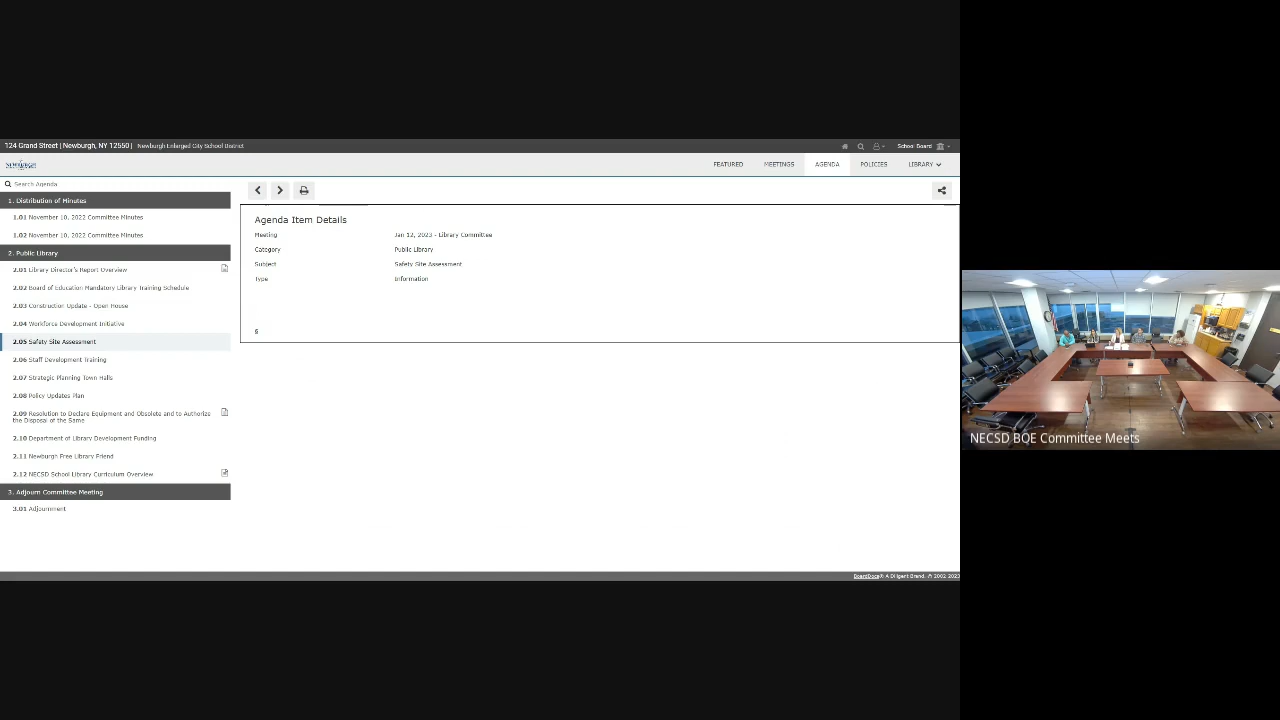 124 Grand Street | Newburgh, NY 12550 | Newburgh Enlarged City School District
School Board
NEWBURGH
FEATURED MEETINGS AGENDA POLICIES LIBRARY
Search Agenda
1. Distribution of Minutes
1.01 November 10, 2022 Committee Minutes
1.02 November 10, 2022 Committee Minutes
2. Public Library
2.01 Library Director's Report Overview
2.02 Board of Education Mandatory Library Training Schedule
2.03 Construction Update - Open House
2.04 Workforce Development Initiative
2.05 Safety Site Assessment
2.06 Staff Development Training
2.07 Strategic Planning Town Halls
2.08 Policy Updates Plan
2.09 Resolution to Declare Equipment and Obsolete and to Authorize
the Disposal of the Same
2.10 Department of Library Development Funding
2.11 Newburgh Free Library Friend
2.12 NECSD School Library Curriculum Overview
3. Adjourn Committee Meeting
3.01 Adjournment
Agenda Item Details
Meeting Jan 12, 2023 - Library Committee
Category Public Library
Subject Safety Site Assessment
Type Information
BoardDocs® A Diligent Brand. © 2002-2023
NECSD BOE Committee Meets